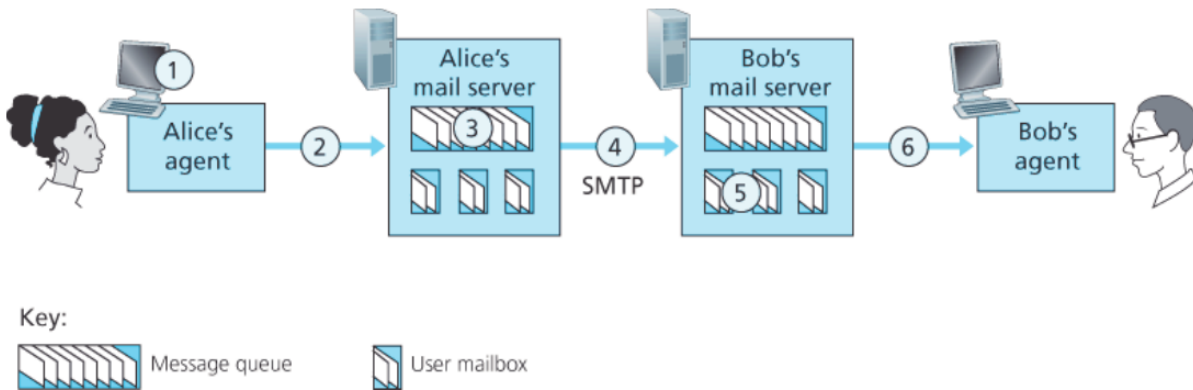 1
Alice's
agent
2
Alice's
mail server
3
4
SMTP
Bob's
mail server
5
6
Bob's
agent
Key:
Message queue
User mailbox